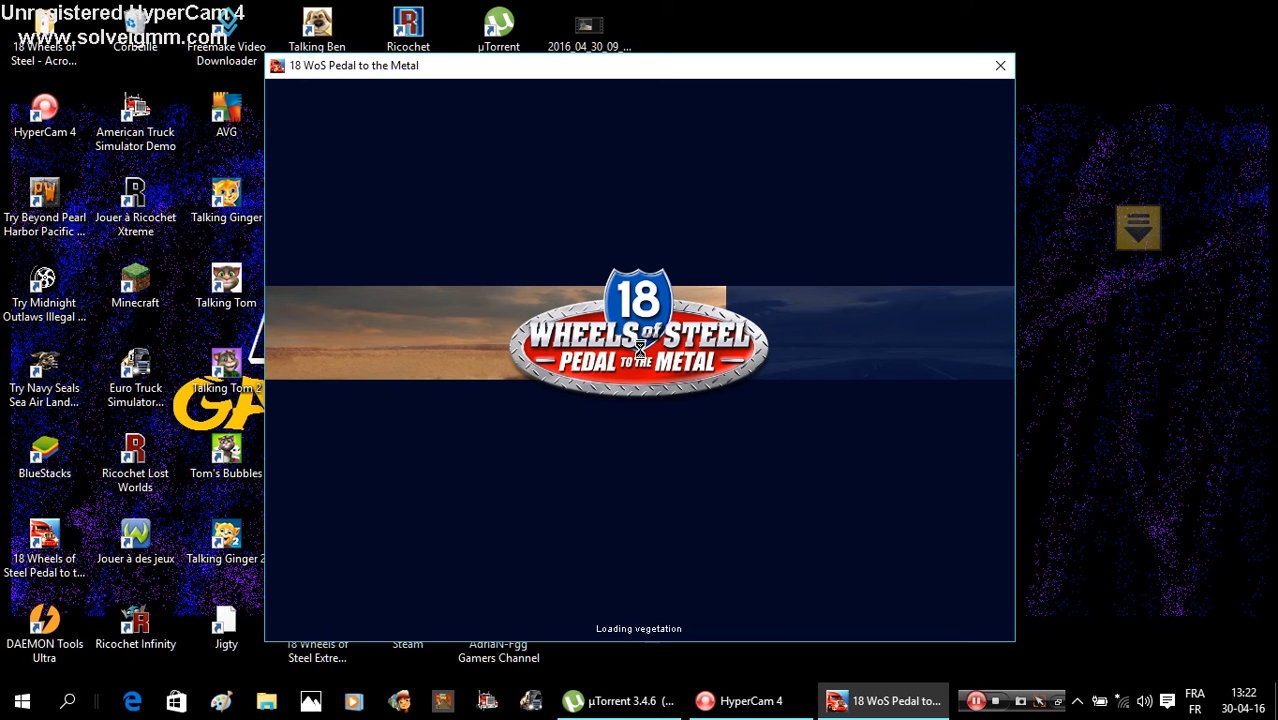 Unregistered HyperCam 4
www.solveigmm.com
18 Wheels of
Steel - Acro...
Corbeille
Freemake Video
Downloader
Talking Ben
Ricochet
µTorrent
2016_04_30_09_...
18 WoS Pedal to the Metal
HyperCam 4
American Truck
Simulator Demo
AVG
Try Beyond Pearl
Harbor Pacific ...
Jouer à Ricochet
Xtreme
Talking Ginger
Try Midnight
Outlaws Illegal ...
Minecraft
Talking Tom
18
WHEELS of STEEL
PEDAL TO THE METAL
Try Navy Seals
Sea Air Land...
Euro Truck
Simulator...
Talking Tom 2
GA
BlueStacks
Ricochet Lost
Worlds
Tom's Bubbles
18 Wheels of
Steel Pedal to t...
Jouer à des jeux
Talking Ginger 2
Loading vegetation
DAEMON Tools
Ultra
Ricochet Infinity
Jigty
18 Wheels of
Steel Extre...
Steam
AdriaN-Fgg
Gamers Channel
µTorrent 3.4.6 (...
HyperCam 4
18 WoS Pedal to...
FRA
FR
13:22
30-04-16